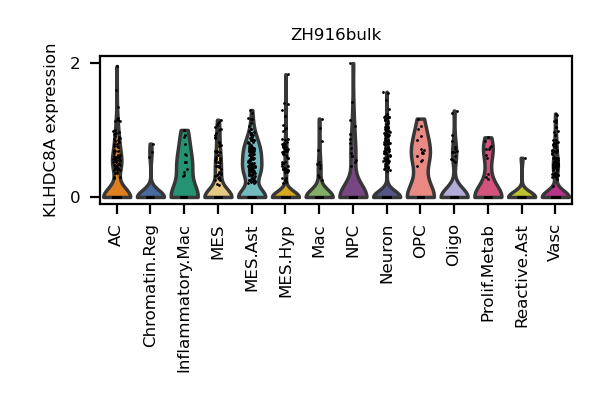 ZH916bulk
KLHDC8A expression
2
0
AC
Chromatin.Reg
Inflammatory.Mac
MES
MES.Ast
MES.Hyp
Mac
NPC
Neuron
OPC
Oligo
Prolif.Metab
Reactive.Ast
Vasc